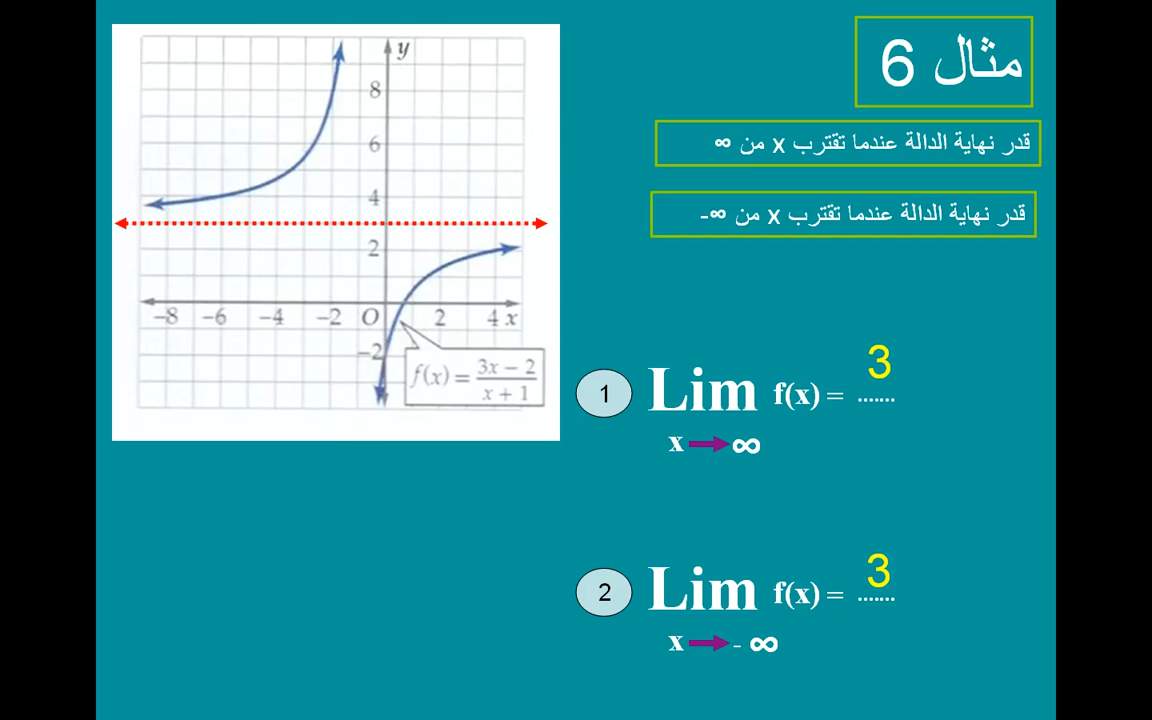 مثال 6
قدر نهاية الدالة عندما تقترب x من ∞
قدر نهاية الدالة عندما تقترب x من ∞-
y
8
6
4
2
-8 -6 -4 -2 O 2 4 x
-2
f(x) = \frac{3x - 2}{x + 1}
1 Lim f(x) = 3 .......
x → ∞
2 Lim f(x) = 3 .......
x → - ∞